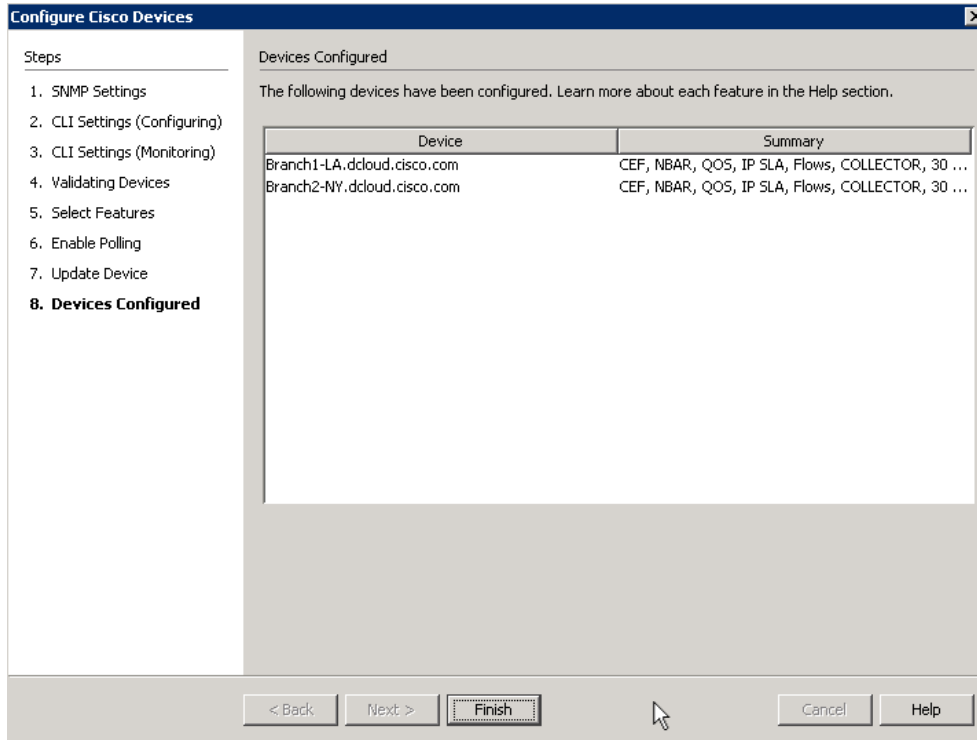 Configure Cisco Devices
Steps
1. SNMP Settings
2. CLI Settings (Configuring)
3. CLI Settings (Monitoring)
4. Validating Devices
5. Select Features
6. Enable Polling
7. Update Device
8. Devices Configured
Devices Configured
The following devices have been configured. Learn more about each feature in the Help section.
Device Summary
Branch1-LA.dcloud.cisco.com CEF, NBAR, QOS, IP SLA, Flows, COLLECTOR, 30 ...
Branch2-NY.dcloud.cisco.com CEF, NBAR, QOS, IP SLA, Flows, COLLECTOR, 30 ...
< Back Next > Finish Cancel Help